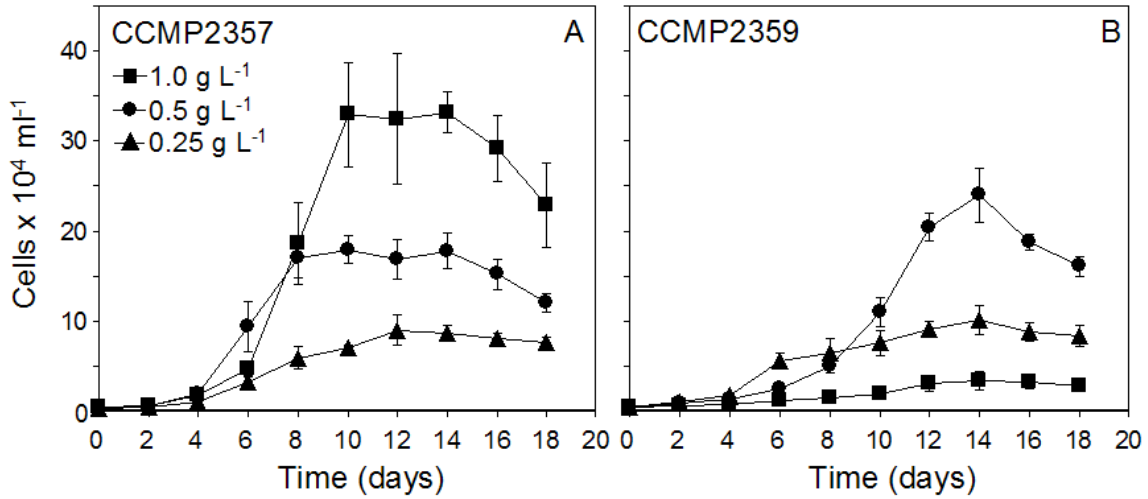 CCMP2357 A
1.0 g L⁻¹
0.5 g L⁻¹
0.25 g L⁻¹
CCMP2359 B
Cells x 10⁴ ml⁻¹
40
30
20
10
0
0 2 4 6 8 10 12 14 16 18 20
0 2 4 6 8 10 12 14 16 18 20
Time (days)
Time (days)